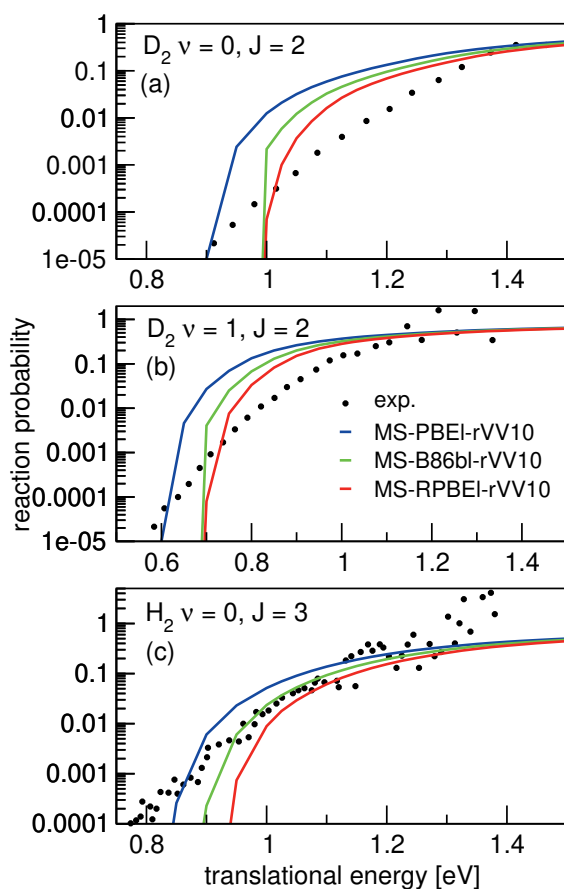 1
D₂ ν = 0, J = 2
0.1
(a)
0.01
0.001
0.0001
1e-05
0.8 1 1.2 1.4
1
D₂ ν = 1, J = 2
0.1
(b)
0.01
exp.
MS-PBEl-rVV10
0.001
MS-B86bl-rVV10
0.0001
MS-RPBEl-rVV10
1e-05
0.6 0.8 1 1.2 1.4
reaction probability
1
H₂ ν = 0, J = 3
(c)
0.1
0.01
0.001
0.0001
0.8 1 1.2 1.4
translational energy [eV]